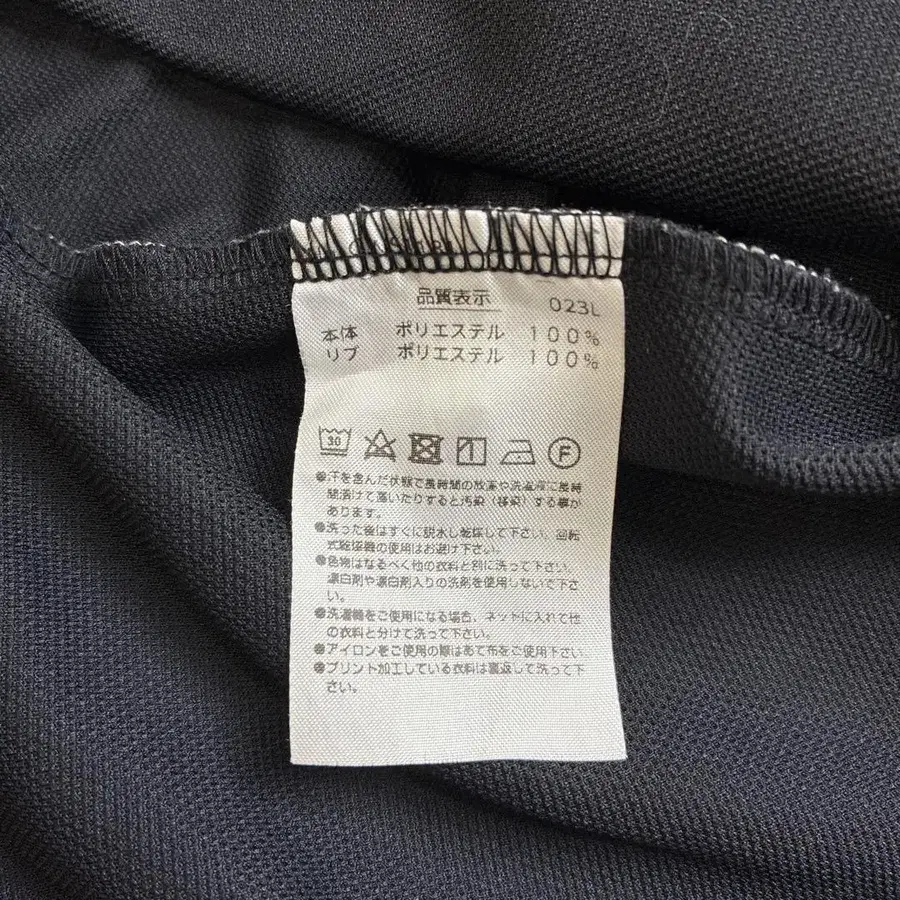 品質表示 023L
本体 ポリエステル 100%
リブ ポリエステル 100%
30
F
●汗を含んだ状態で長時間の放置や洗濯液に長時
間漬けて置いたりすると汚染(移染)する事が
あります。
●洗った後はすぐに脱水し乾燥して下さい。回転
式乾燥機の使用はお避け下さい。
●色物はなるべく他の衣料と別に洗って下さい。
漂白剤や漂白剤入りの洗剤を使用しないで下さ
い。
●洗濯機をご使用になる場合、ネットに入れて他
の衣料と分けて洗って下さい。
●アイロンをご使用の際はあて布をご使用下さい
●プリント加工している衣料は裏返して洗って下
さい。